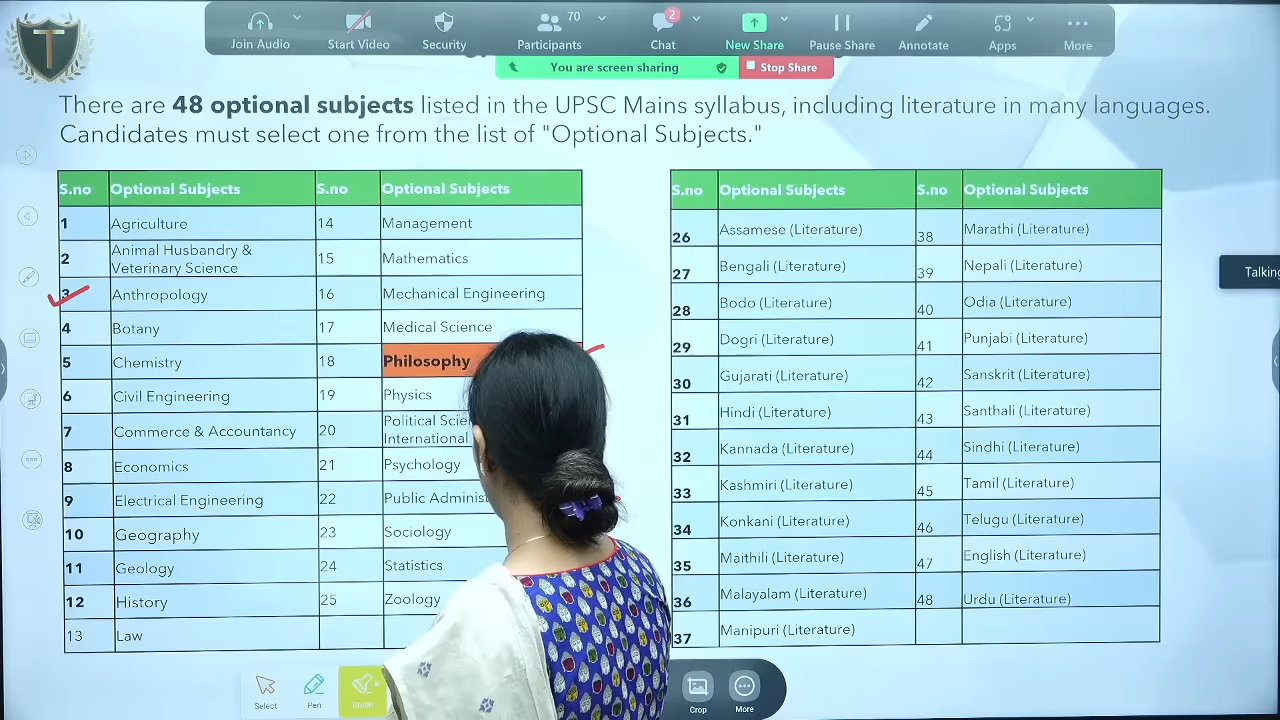 T
70
2
Join Audio
Start Video
Security
Participants
Chat
New Share
Pause Share
Annotate
Apps
More
You are screen sharing
Stop Share
There are 48 optional subjects listed in the UPSC Mains syllabus, including literature in many languages.
Candidates must select one from the list of "Optional Subjects."
S.no Optional Subjects S.no Optional Subjects
1 Agriculture 14 Management
2 Animal Husbandry & Veterinary Science 15 Mathematics
3 Anthropology 16 Mechanical Engineering
4 Botany 17 Medical Science
5 Chemistry 18 Philosophy
6 Civil Engineering 19 Physics
7 Commerce & Accountancy 20 Political International
8 Economics 21 Psychology
9 Electrical Engineering 22 Public
10 Geography 23 Sociology
11 Geology 24 Statistics
12 History 25 Zoology
13 Law
S.no Optional Subjects S.no Optional Subjects
26 Assamese (Literature) 38 Marathi (Literature)
27 Bengali (Literature) 39 Nepali (Literature)
28 Bodo (Literature) 40 Odia (Literature)
29 Dogri (Literature) 41 Punjabi (Literature)
30 Gujarati (Literature) 42 Sanskrit (Literature)
31 Hindi (Literature) 43 Santhali (Literature)
32 Kannada (Literature) 44 Sindhi (Literature)
33 Kashmiri (Literature) 45 Tamil (Literature)
34 Konkani (Literature) 46 Telugu (Literature)
35 Maithili (Literature) 47 English (Literature)
36 Malayalam (Literature) 48 Urdu (Literature)
37 Manipuri (Literature)
Talking
Select
Pen
Brush
Crop
More